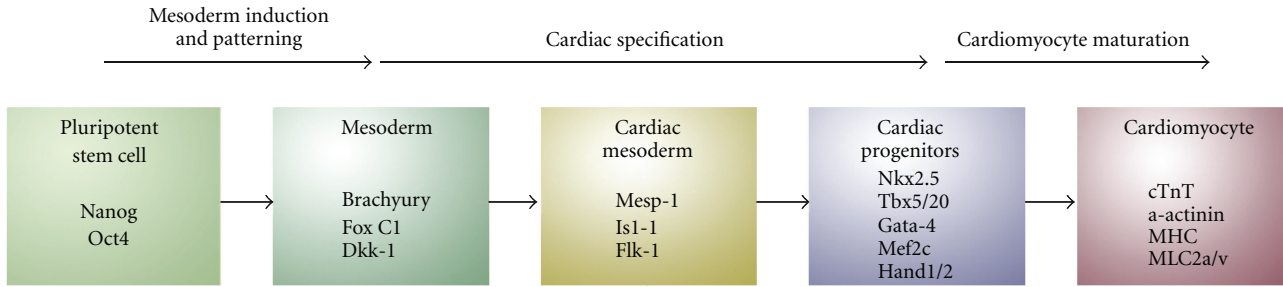 Mesoderm induction
and patterning
Cardiac specification
Cardiomyocyte maturation
Pluripotent
stem cell
Nanog
Oct4
Mesoderm
Brachyury
Fox C1
Dkk-1
Cardiac
mesoderm
Mesp-1
Is1-1
Flk-1
Cardiac
progenitors
Nkx2.5
Tbx5/20
Gata-4
Mef2c
Hand1/2
Cardiomyocyte
cTnT
a-actinin
MHC
MLC2a/v